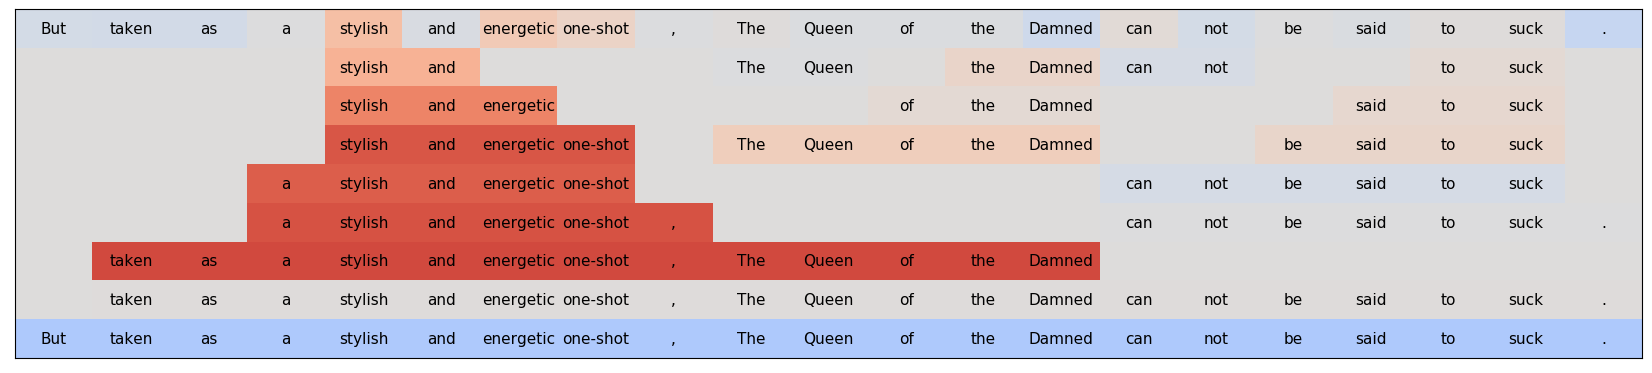 But taken as a stylish and energetic one-shot , The Queen of the Damned can not be said to suck .
stylish and The Queen the Damned can not to suck
stylish and energetic of the Damned said to suck
stylish and energetic one-shot The Queen of the Damned be said to suck
a stylish and energetic one-shot can not be said to suck
a stylish and energetic one-shot , can not be said to suck .
taken as a stylish and energetic one-shot , The Queen of the Damned
taken as a stylish and energetic one-shot , The Queen of the Damned can not be said to suck .
But taken as a stylish and energetic one-shot , The Queen of the Damned can not be said to suck .